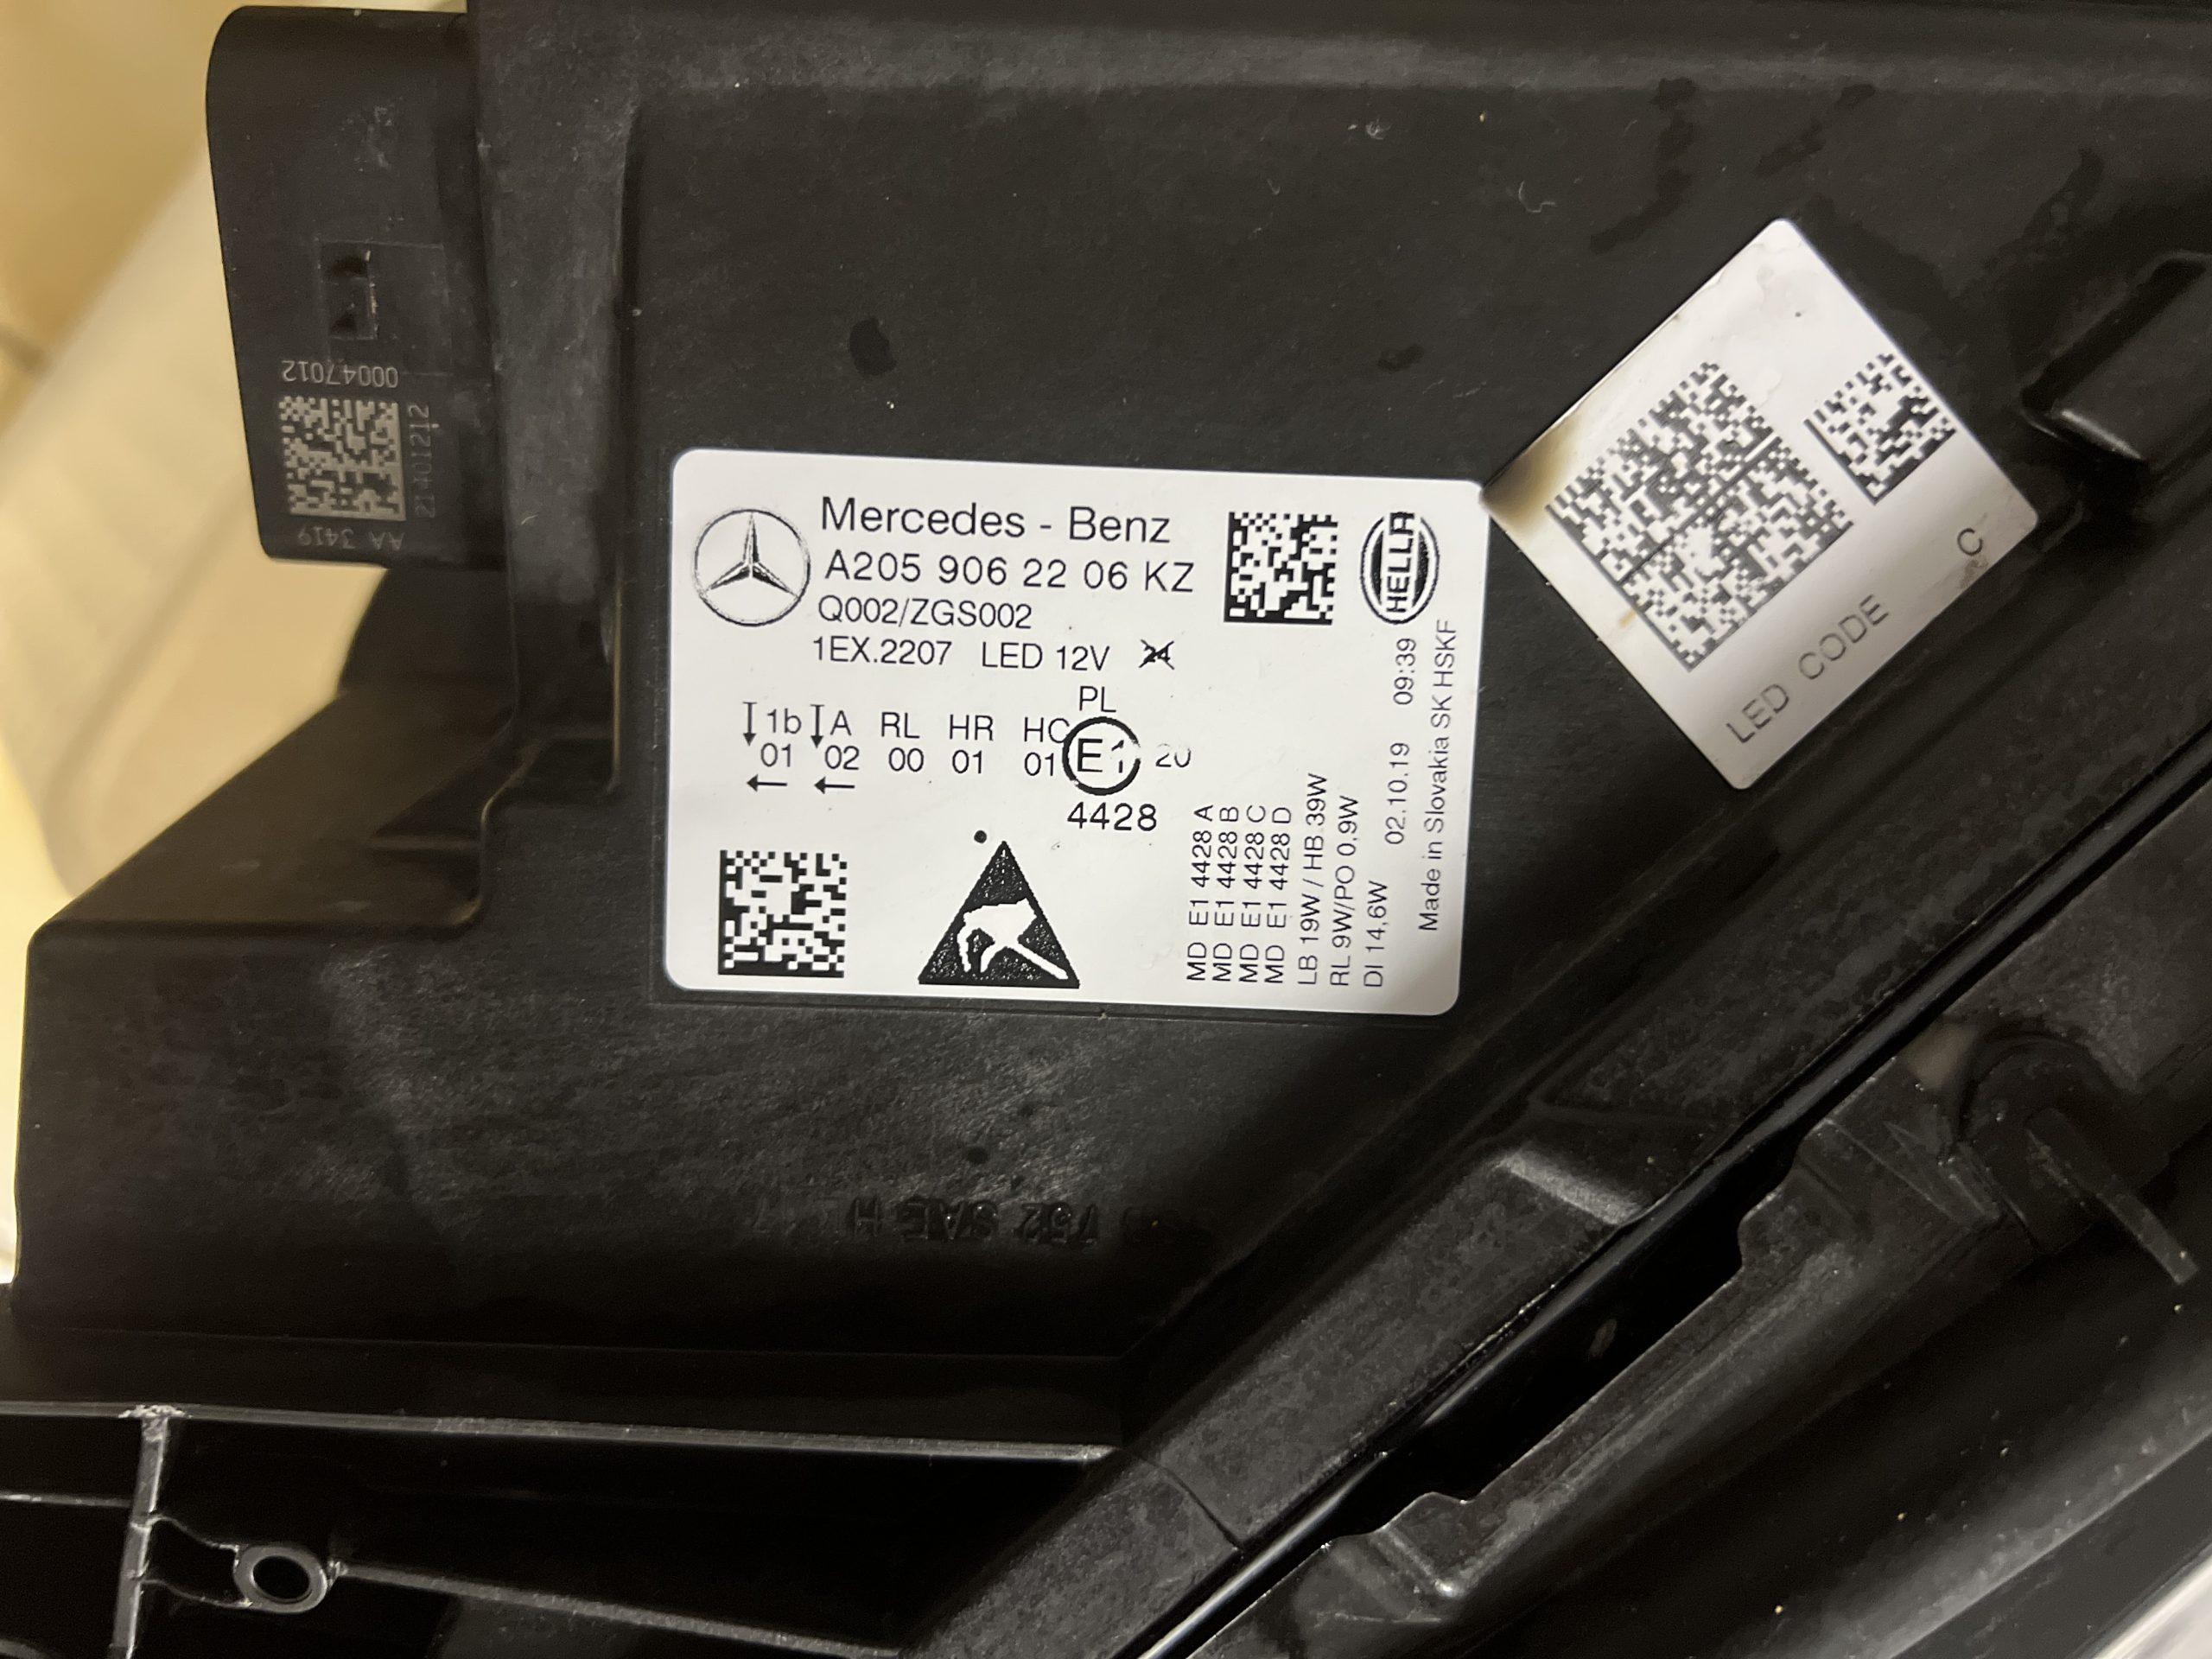 00047012
21401212
AA 3419
Mercedes - Benz
A205 906 22 06 KZ
Q002/ZGS002
1EX.2207 LED 12V 24
HELLA
PL
1b A RL HR HC
01 02 00 01 01 E1 20
4428
MD E1 4428 A
MD E1 4428 B
MD E1 4428 C
MD E1 4428 D
LB 19W / HB 39W
RL 9W/PO 0,9W
DI 14,6W
02.10.19 09:39
Made in Slovakia SK HSKF
LED CODE C
752 SAE H